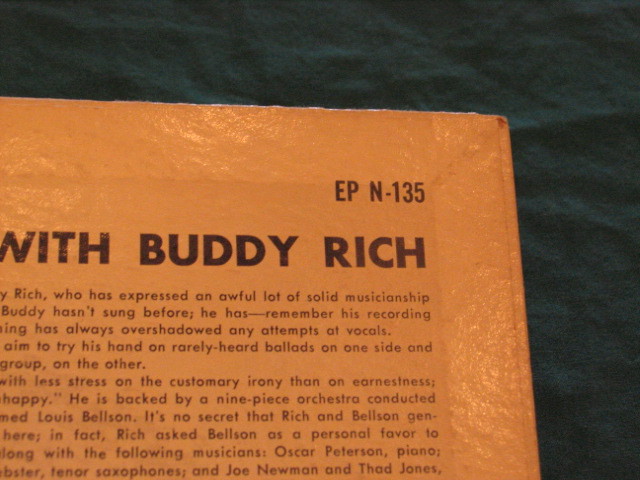 EP N-135
WITH BUDDY RICH
y Rich, who has expressed an awful lot of solid musicianship
Buddy hasn't sung before; he has—remember his recording
ing has always overshadowed any attempts at vocals.
aim to try his hand on rarely-heard ballads on one side and
group, on the other.
with less stress on the customary irony than on earnestness;
happy." He is backed by a nine-piece orchestra conducted
med Louis Bellson. It's no secret that Rich and Bellson gen-
here; in fact, Rich asked Bellson as a personal favor to
along with the following musicians: Oscar Peterson, piano;
ebster, tenor saxophones; and Joe Newman and Thad Jones,